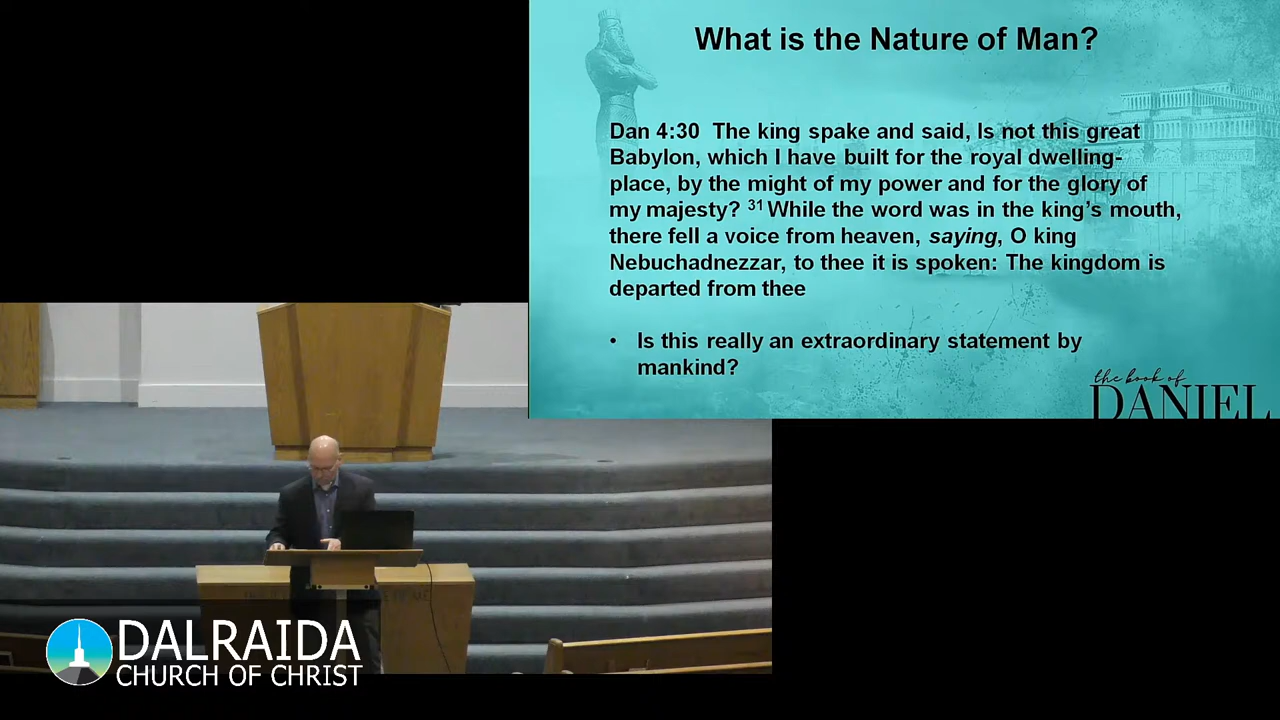 What is the Nature of Man?
Dan 4:30 The king spake and said, Is not this great
Babylon, which I have built for the royal dwelling-
place, by the might of my power and for the glory of
my majesty? ³¹ While the word was in the king’s mouth,
there fell a voice from heaven, saying, O king
Nebuchadnezzar, to thee it is spoken: The kingdom is
departed from thee
• Is this really an extraordinary statement by
mankind?
the book of
DANIEL
DALRAIDA
CHURCH OF CHRIST